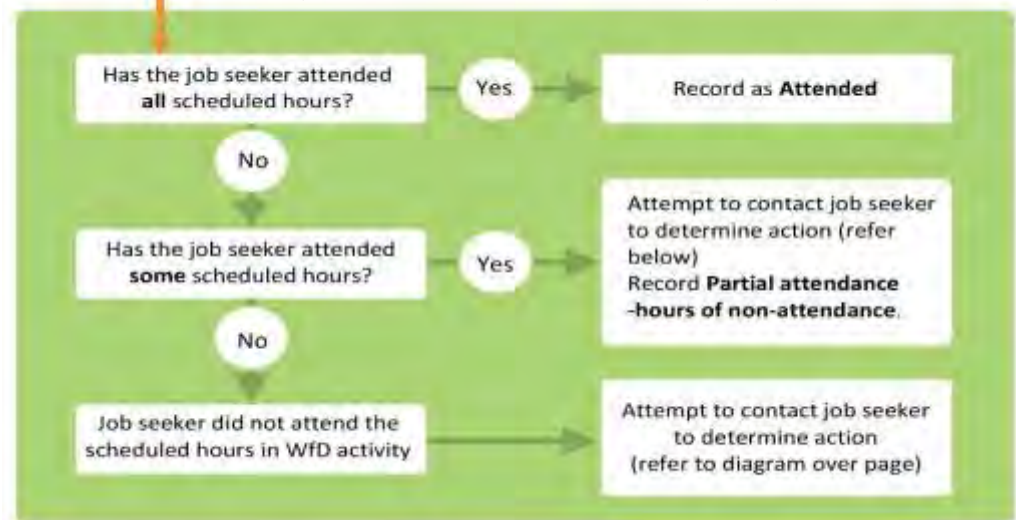 Has the job seeker attended
all scheduled hours?
Yes
Record as Attended
No
Has the job seeker attended
some scheduled hours?
Yes
Attempt to contact job seeker
to determine action (refer
below)
Record Partial attendance
-hours of non-attendance.
No
Job seeker did not attend the
scheduled hours in WfD activity
Attempt to contact job seeker
to determine action
(refer to diagram over page)